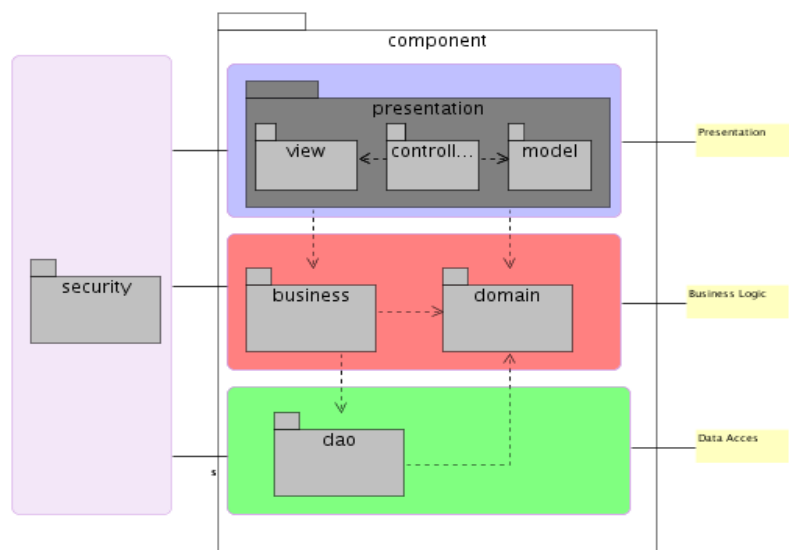 component
presentation
view
controll...
model
Presentation
security
business
domain
Business Logic
dao
Data Acces
s